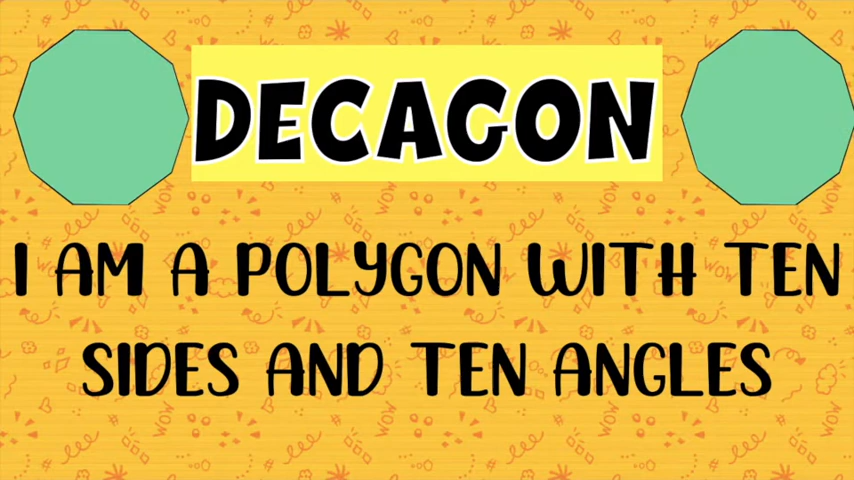 DECAGON
I AM A POLYGON WITH TEN
SIDES AND TEN ANGLES